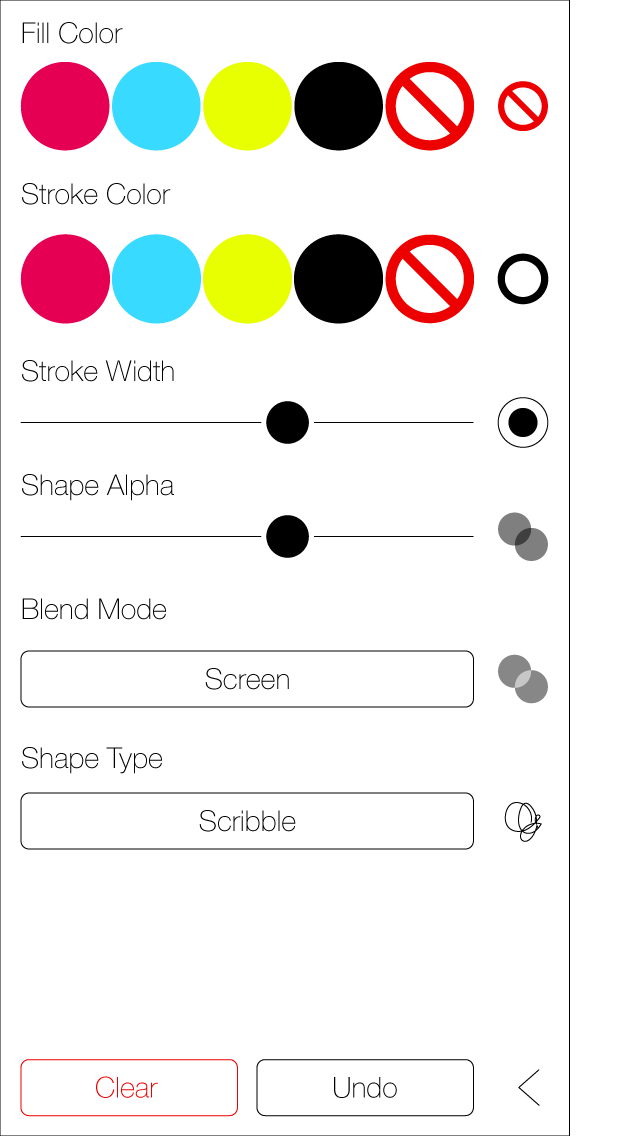 Fill Color
Stroke Color
Stroke Width
Shape Alpha
Blend Mode
Screen
Shape Type
Scribble
Clear
Undo